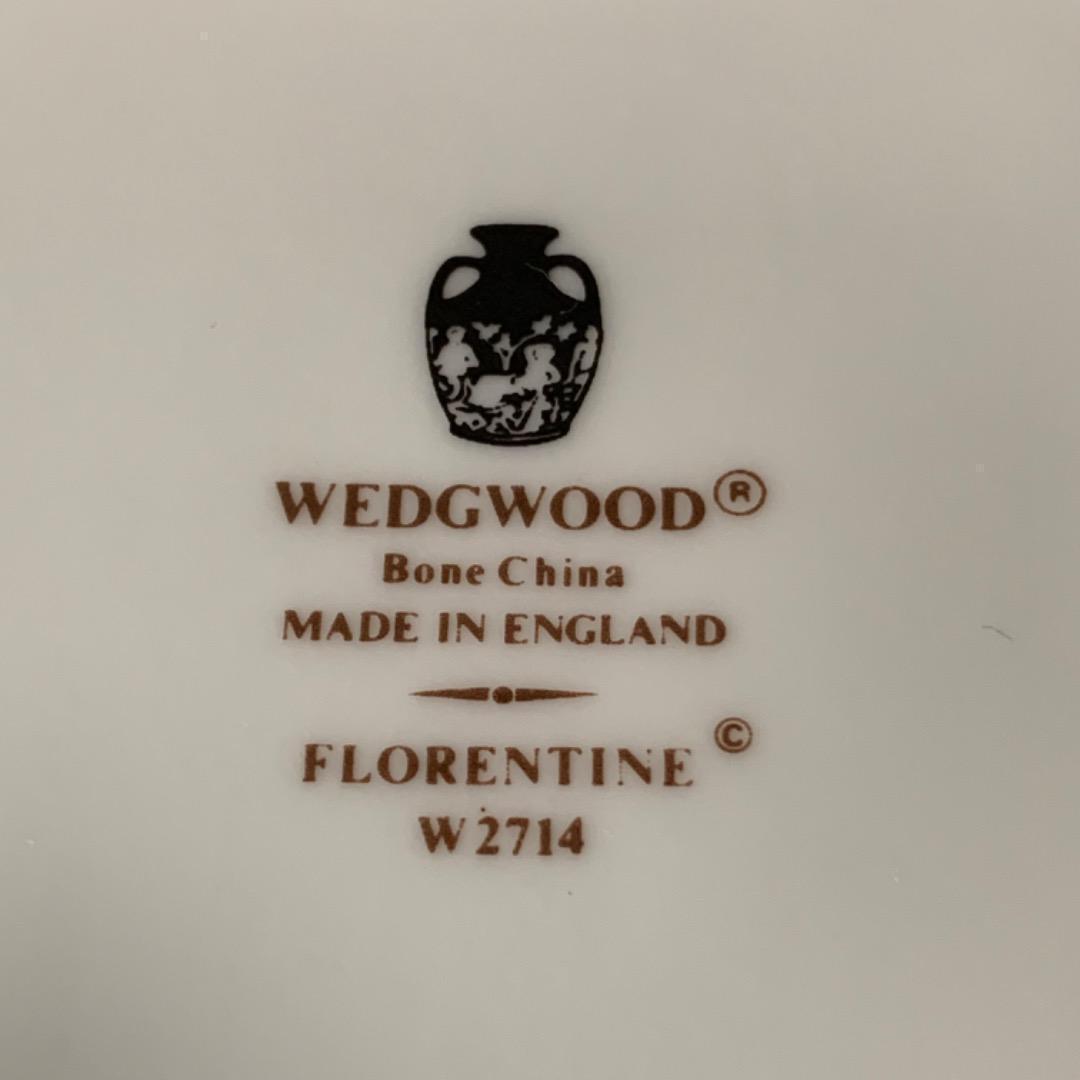 WEDGWOOD®
Bone China
MADE IN ENGLAND
FLORENTINE ©
W2714